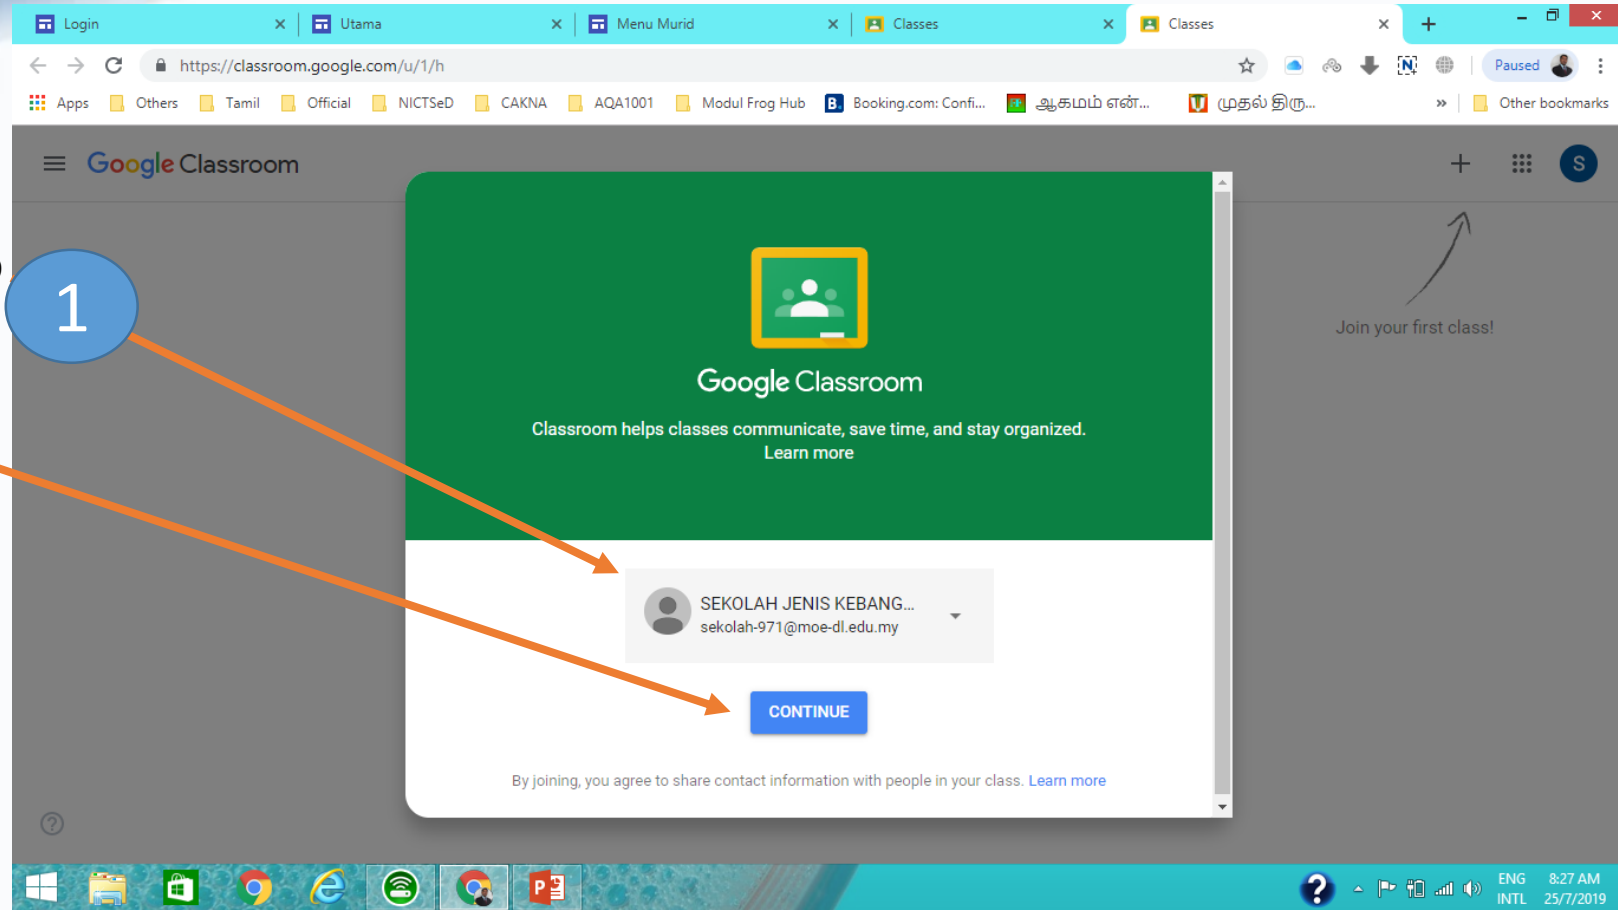 Login
Utama
Menu Murid
Classes
Classes
https://classroom.google.com/u/1/h
Paused
Apps
Others
Tamil
Official
NICTSeD
CAKNA
AQA1001
Modul Frog Hub
B. Booking.com: Confi...
ஆகமம் என்...
முதல் திரு...
»
Other bookmarks
Google Classroom
S
1
Join your first class!
Google Classroom
Classroom helps classes communicate, save time, and stay organized.
Learn more
SEKOLAH JENIS KEBANG...
sekolah-971@moe-dl.edu.my
CONTINUE
By joining, you agree to share contact information with people in your class. Learn more
ENG 8:27 AM
INTL 25/7/2019